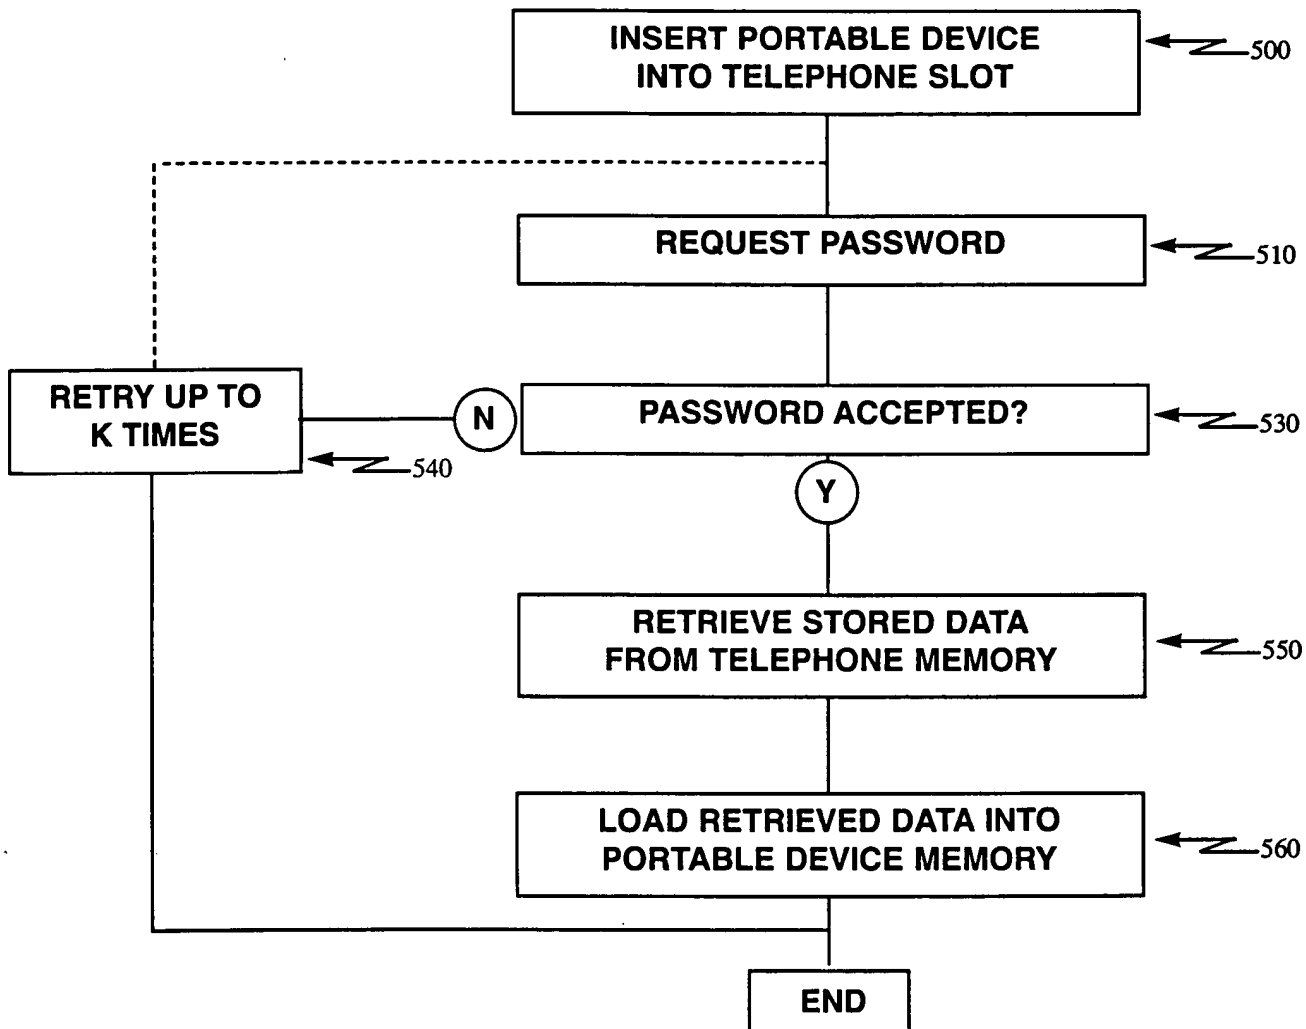 INSERT PORTABLE DEVICE
INTO TELEPHONE SLOT
500
REQUEST PASSWORD
510
RETRY UP TO
K TIMES
540
N
PASSWORD ACCEPTED?
530
Y
RETRIEVE STORED DATA
FROM TELEPHONE MEMORY
550
LOAD RETRIEVED DATA INTO
PORTABLE DEVICE MEMORY
560
END